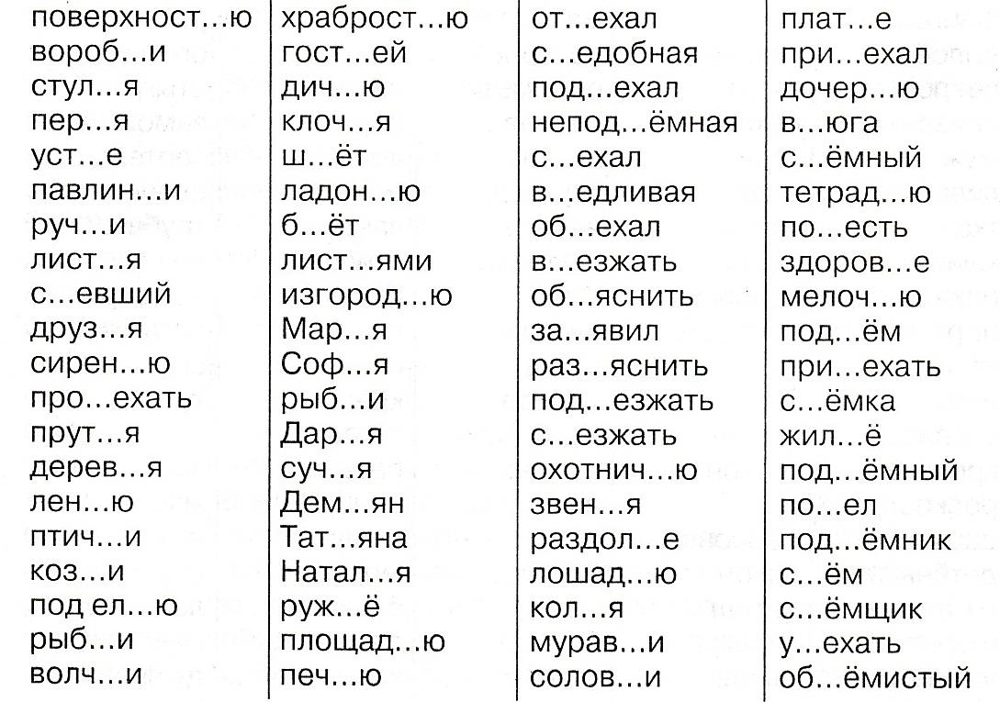 поверхност...ю
вороб...и
стул...я
пер...я
уст...е
павлин...и
руч...и
лист...я
с...евший
друз...я
сирен...ю
про...ехать
прут...я
дерев...я
лен...ю
птич...и
коз...и
под ел...ю
рыб...и
волч...и
храброст...ю
гост...ей
дич...ю
клоч...я
ш...ёт
ладон...ю
б...ёт
лист...ями
изгород...ю
Мар...я
Соф...я
рыб...и
Дар...я
суч...я
Дем...ян
Тат...яна
Натал...я
руж...ё
площад...ю
печ...ю
от...ехал
с...едобная
под...ехал
непод...ёмная
с...ехал
в...едливая
об...ехал
в...езжать
об...яснить
за...явил
раз...яснить
под...езжать
с...езжать
охотнич...ю
звен...я
раздол...е
лошад...ю
кол...я
мурав...и
солов...и
плат...е
при...ехал
дочер...ю
в...юга
с...ёмный
тетрад...ю
по...есть
здоров...е
мелоч...ю
под...ём
при...ехать
с...ёмка
жил...ё
под...ёмный
по...ел
под...ёмник
с...ём
с...ёмщик
у...ехать
об...ёмистый